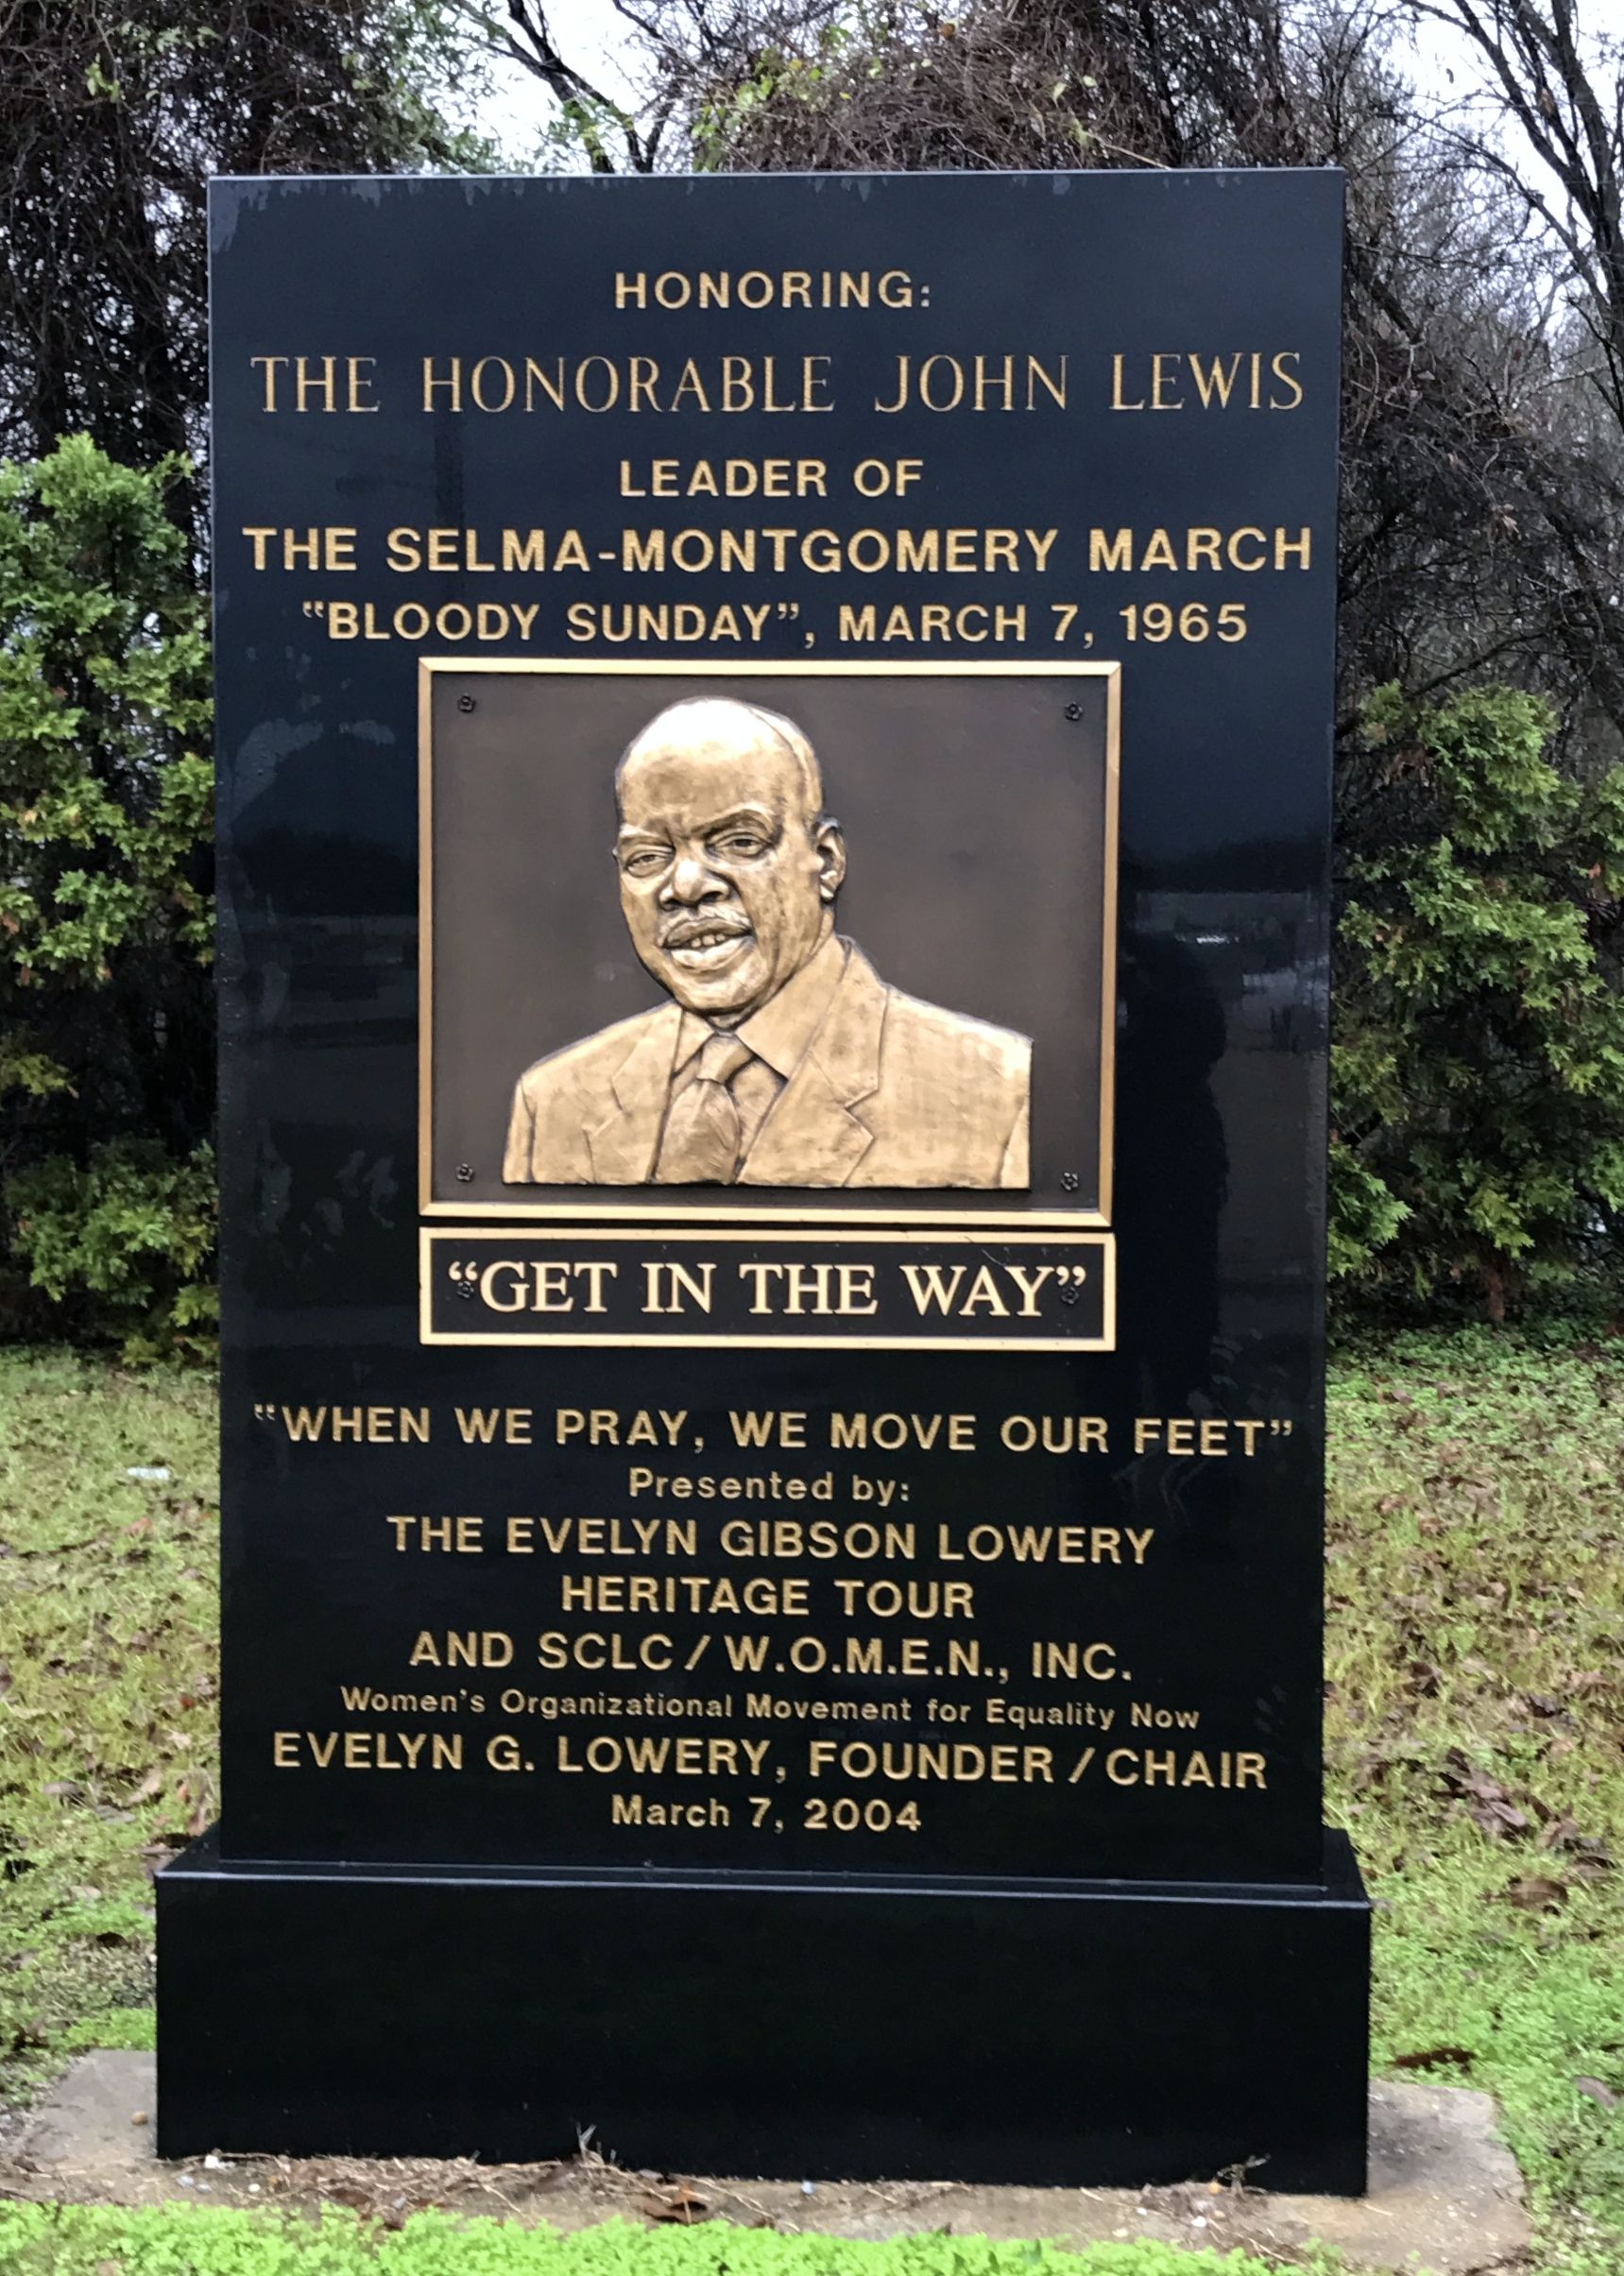 HONORING:
THE HONORABLE JOHN LEWIS
LEADER OF
THE SELMA-MONTGOMERY MARCH
“BLOODY SUNDAY”, MARCH 7, 1965
“GET IN THE WAY”
“WHEN WE PRAY, WE MOVE OUR FEET”
Presented by:
THE EVELYN GIBSON LOWERY
HERITAGE TOUR
AND SCLC/W.O.M.E.N., INC.
Women's Organizational Movement for Equality Now
EVELYN G. LOWERY, FOUNDER/CHAIR
March 7, 2004